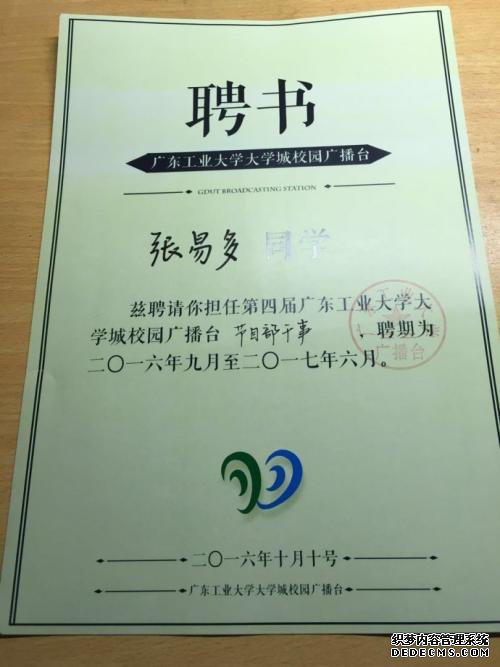 聘书
广东工业大学大学城校园广播台
GDUT BROADCASTING STATION
张易多 同学
兹聘请你担任第四届广东工业大学大
学城校园广播台 节目部干事 、聘期为
二〇一六年九月至二〇一七年六月。
广播台
二〇一六年十月十号
广东工业大学大学城校园广播台
织梦内容管理系统
DEDECMS.COM